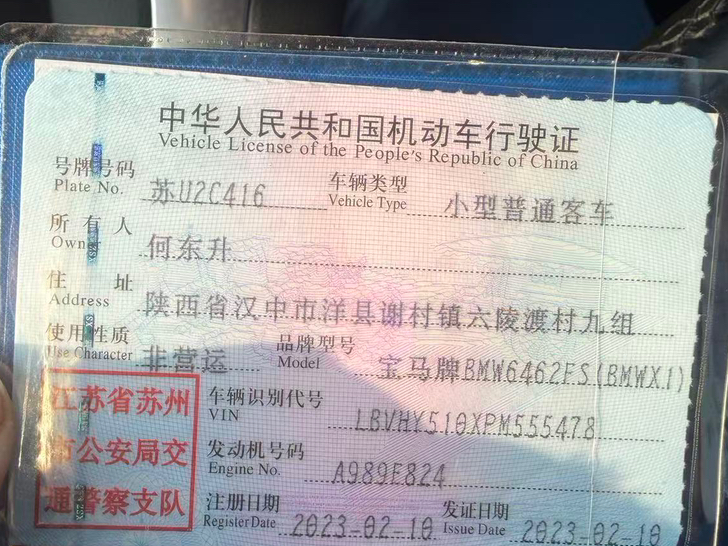 中华人民共和国机动车行驶证
Vehicle License of the People's Republic of China
号牌号码 苏U2C416 车辆类型 小型普通客车
Plate No. Vehicle Type
所有人 何东升
Owner
住址 陕西省汉中市洋县谢村镇六陵渡村九组
Address
使用性质 非营运 品牌型号 宝马牌BMW6462FS(BMWX1)
Use Character Model
江苏省苏州
市公安局交
通警察支队
车辆识别代号 LBVHY510XPM555478
VIN
发动机号码 A989E824
Engine No.
注册日期 2023-02-10 发证日期 2023-02-10
Register Date Issue Date